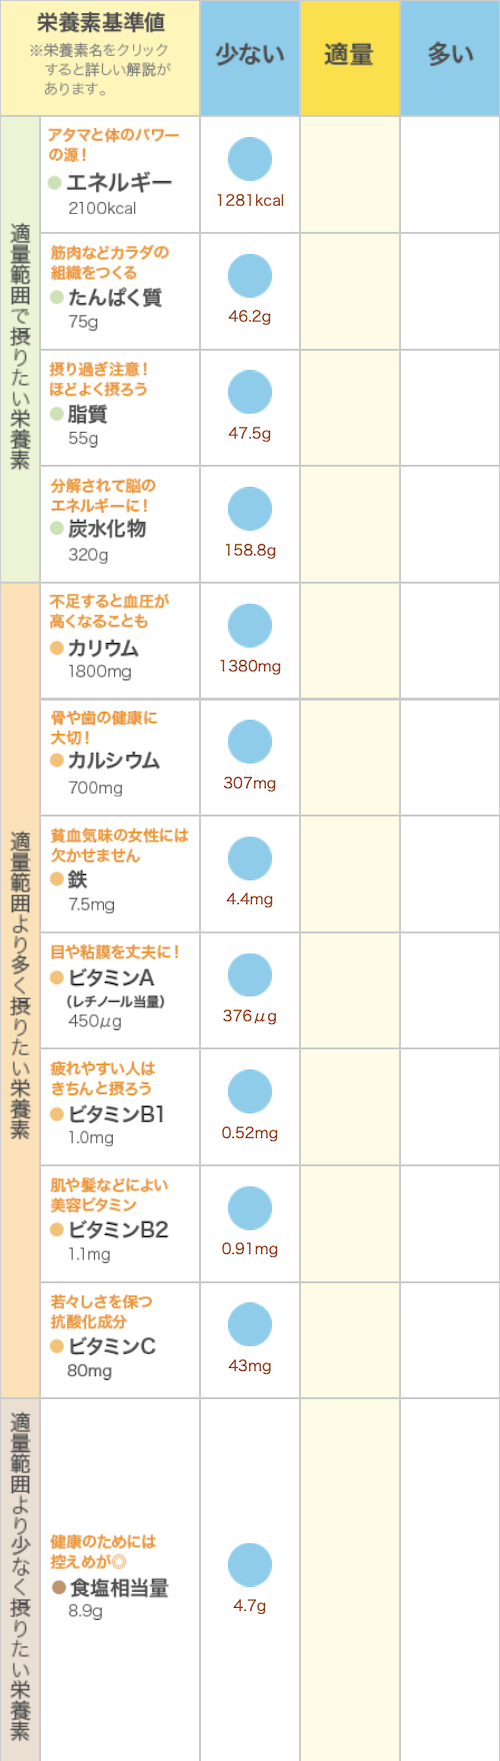 栄養素基準値
※栄養素名をクリック
すると詳しい解説が
あります。
少ない
適量
多い
適量範囲で摂りたい栄養素
アタマと体のパワー
の源！
エネルギー
2100kcal
1281kcal
筋肉などカラダの
組織をつくる
たんぱく質
75g
46.2g
摂り過ぎ注意！
ほどよく摂ろう
脂質
55g
47.5g
分解されて脳の
エネルギーに！
炭水化物
320g
158.8g
適量範囲より多く摂りたい栄養素
不足すると血圧が
高くなることも
カリウム
1800mg
1380mg
骨や歯の健康に
大切！
カルシウム
700mg
307mg
貧血気味の女性には
欠かせません
鉄
7.5mg
4.4mg
目や粘膜を丈夫に！
ビタミンA
（レチノール当量）
450μg
376μg
疲れやすい人は
きちんと摂ろう
ビタミンB1
1.0mg
0.52mg
肌や髪などによい
美容ビタミン
ビタミンB2
1.1mg
0.91mg
若々しさを保つ
抗酸化成分
ビタミンC
80mg
43mg
適量範囲より少なく摂りたい栄養素
健康のためには
控えめが◎
食塩相当量
8.9g
4.7g